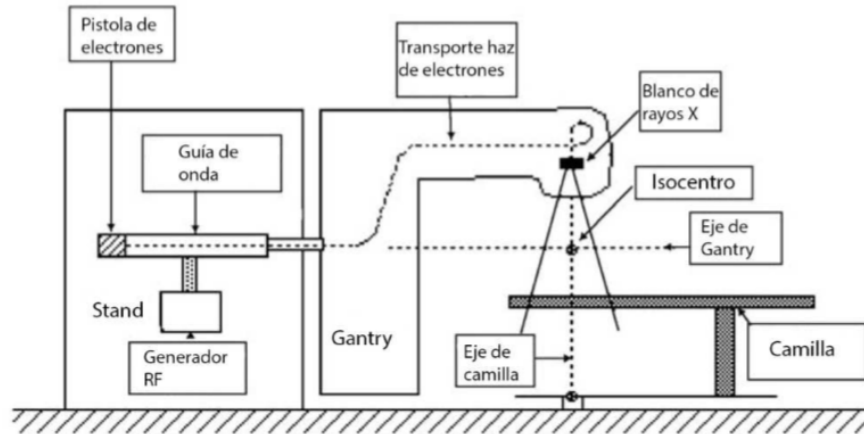 Pistola de
electrones
Transporte haz
de electrones
Blanco de
rayos X
Guía de
onda
Isocentro
Eje de
Gantry
Stand
Gantry
Generador
RF
Eje de
camilla
Camilla